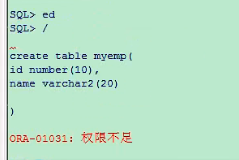 SQL> ed
SQL> /
create table myemp(
id number(10),
name varchar2(20)
)
ORA-01031: 权限不足